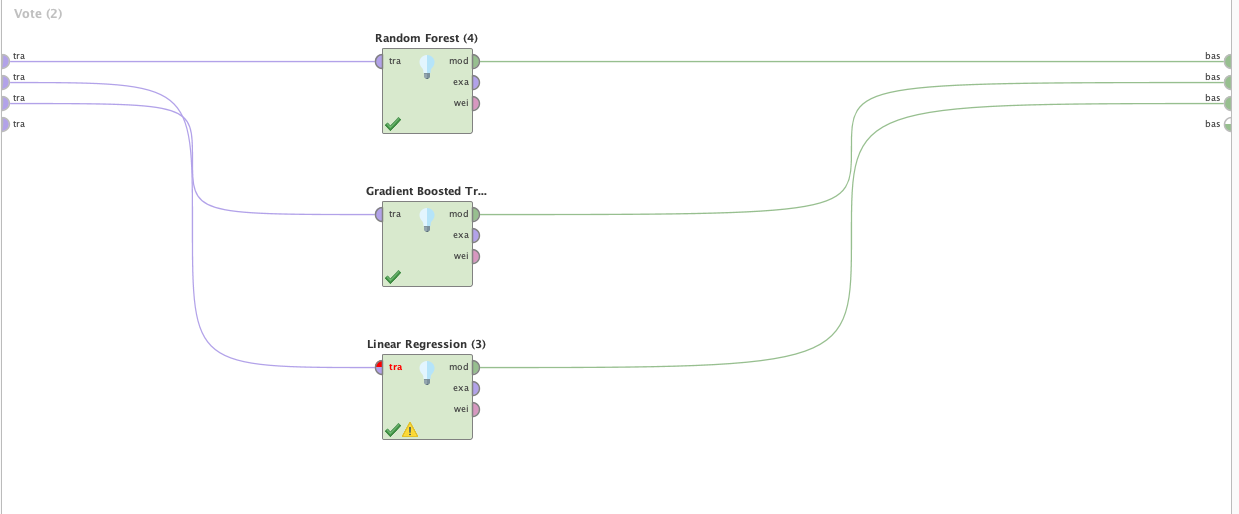 Vote (2)
Random Forest (4)
tra
tra
mod
bas
tra
exa
bas
tra
wei
bas
tra
bas
Gradient Boosted Tr...
tra
mod
exa
wei
Linear Regression (3)
tra
mod
exa
wei